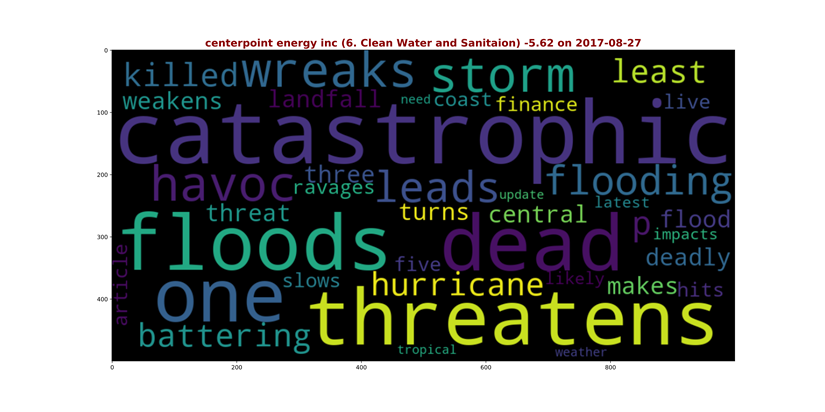 centerpoint energy inc (6. Clean Water and Sanitaion) -5.62 on 2017-08-27
killed wreaks storm least
weakens landfall need coast finance live
catastrophic
havoc three ravages leads update flooding
latest
threat turns central p flood
floods dead impacts
article five deadly
one slows hurricane likely makes hits
threatens
battering
tropical weather
0
100
200
300
400
0 200 400 600 800